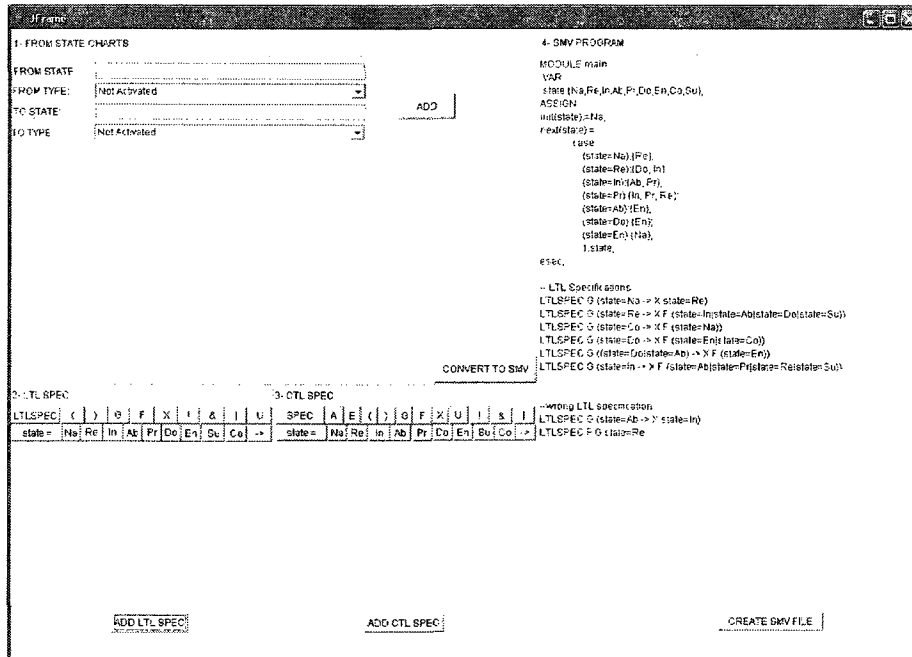 JFrame
1- FROM STATE CHARTS
FROM STATE
FROM TYPE: Not Activated
TO STATE:
TO TYPE Not Activated
ADD
CONVERT TO SMV
2- LTL SPEC
LTLSPEC ( ) G F X ! & | U
state = Na Re In Ab Pr Do En Su Co ->
3- CTL SPEC
SPEC A E ( ) G F X U ! & |
state = Na Re In Ab Pr Do En Su Co ->
4- SMV PROGRAM
MODULE main
VAR
state {Na,Re,In,Ab,Pr,Do,En,Co,Su},
ASSIGN
init(state).=Na,
next(state) =
case
(state=Na):{Re},
(state=Re):{Do, In}
(state=In):{Ab, Pr},
(state=Pr) {In, Pr, Re};
(state=Ab):{En},
(state=Do) {En},
(state=En) {Na},
1.state,
esac,
-- LTL Specifications
LTLSPEC G (state=Na -> X state=Re)
LTLSPEC G (state=Re -> X F (state=In|state=Ab|state=Do|state=Su))
LTLSPEC G (state=Co -> X F (state=Na))
LTLSPEC G (state=Do -> X F (state=En|state=Co))
LTLSPEC G ((state=Do|state=Ab) -> X F (state=En))
LTLSPEC G (state=In -> X F (state=Ab|state=Pr|state=Re|state=Su))
--wrong LTL specification
LTLSPEC G (state=Ab -> X state=In)
LTLSPEC F G state=Re
ADD LTL SPEC
ADD CTL SPEC
CREATE SMV FILE